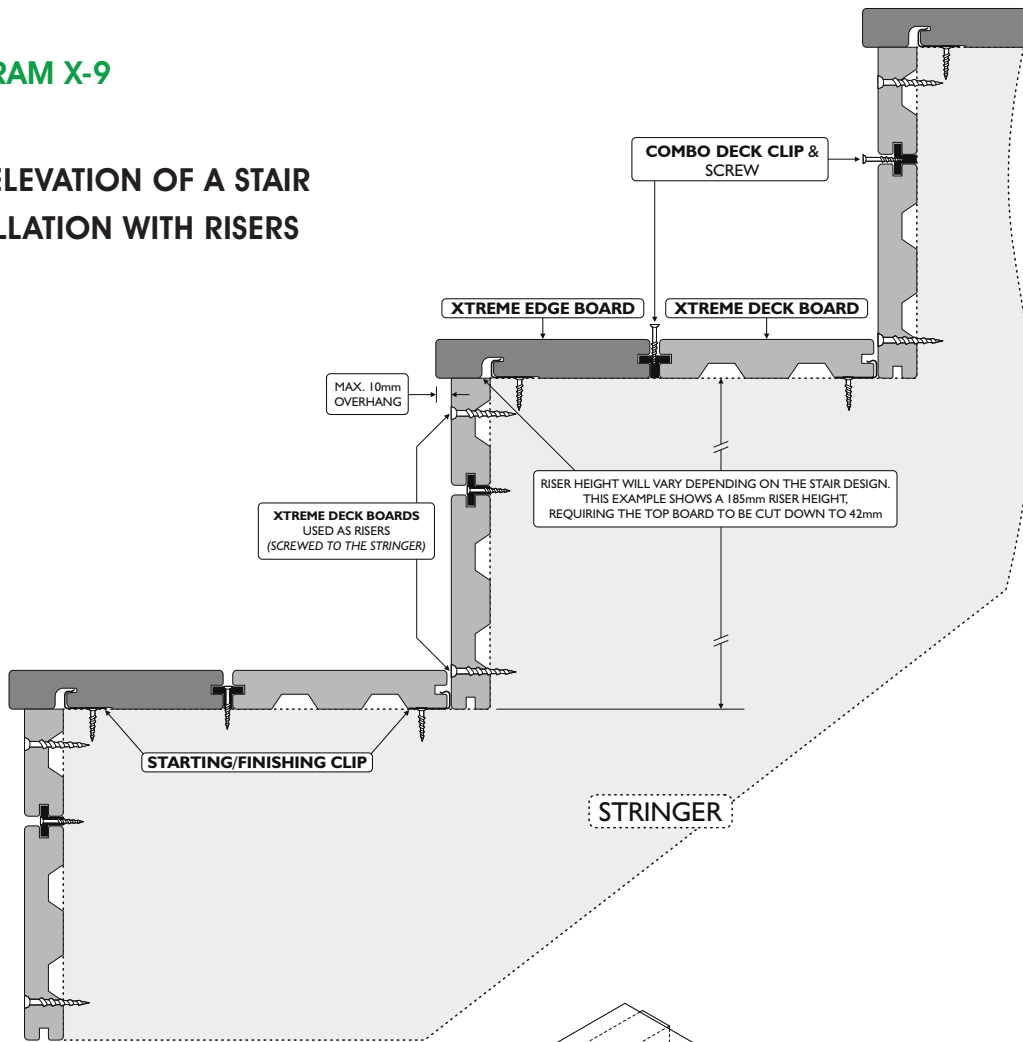 RAM X-9
ELEVATION OF A STAIR
LLATION WITH RISERS
COMBO DECK CLIP &
SCREW
XTREME EDGE BOARD
XTREME DECK BOARD
MAX. 10mm
OVERHANG
RISER HEIGHT WILL VARY DEPENDING ON THE STAIR DESIGN.
THIS EXAMPLE SHOWS A 185mm RISER HEIGHT,
REQUIRING THE TOP BOARD TO BE CUT DOWN TO 42mm
XTREME DECK BOARDS
USED AS RISERS
(SCREWED TO THE STRINGER)
STARTING/FINISHING CLIP
STRINGER